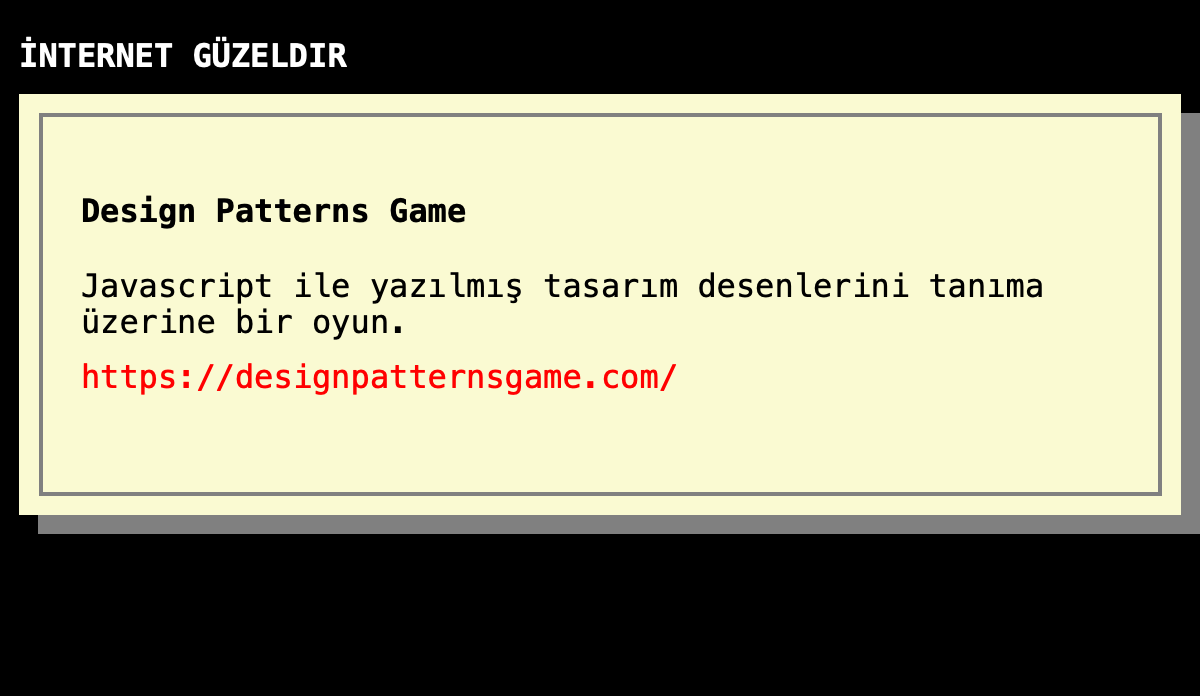 İNTERNET GÜZELDIR
Design Patterns Game
Javascript ile yazılmış tasarım desenlerini tanıma
üzerine bir oyun.
https://designpatternsgame.com/